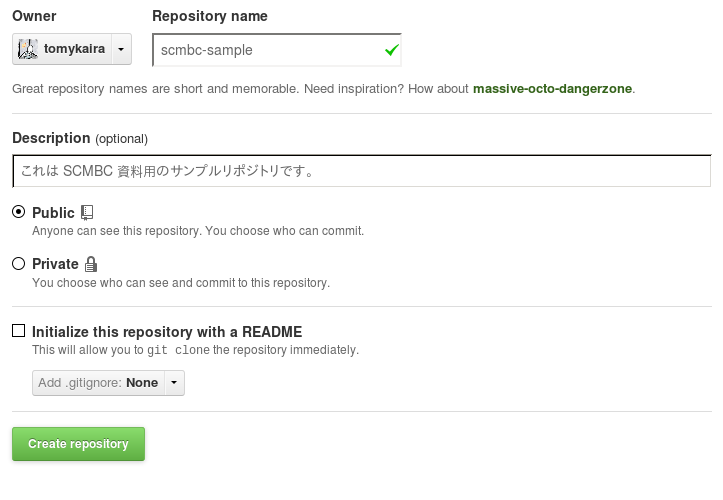 Owner Repository name
tomykaira scmbc-sample
Great repository names are short and memorable. Need inspiration? How about massive-octo-dangerzone.
Description (optional)
これは SCMBC 資料用のサンプルリポジトリです。
Public
Anyone can see this repository. You choose who can commit.
Private
You choose who can see and commit to this repository.
Initialize this repository with a README
This will allow you to git clone the repository immediately.
Add .gitignore: None
Create repository